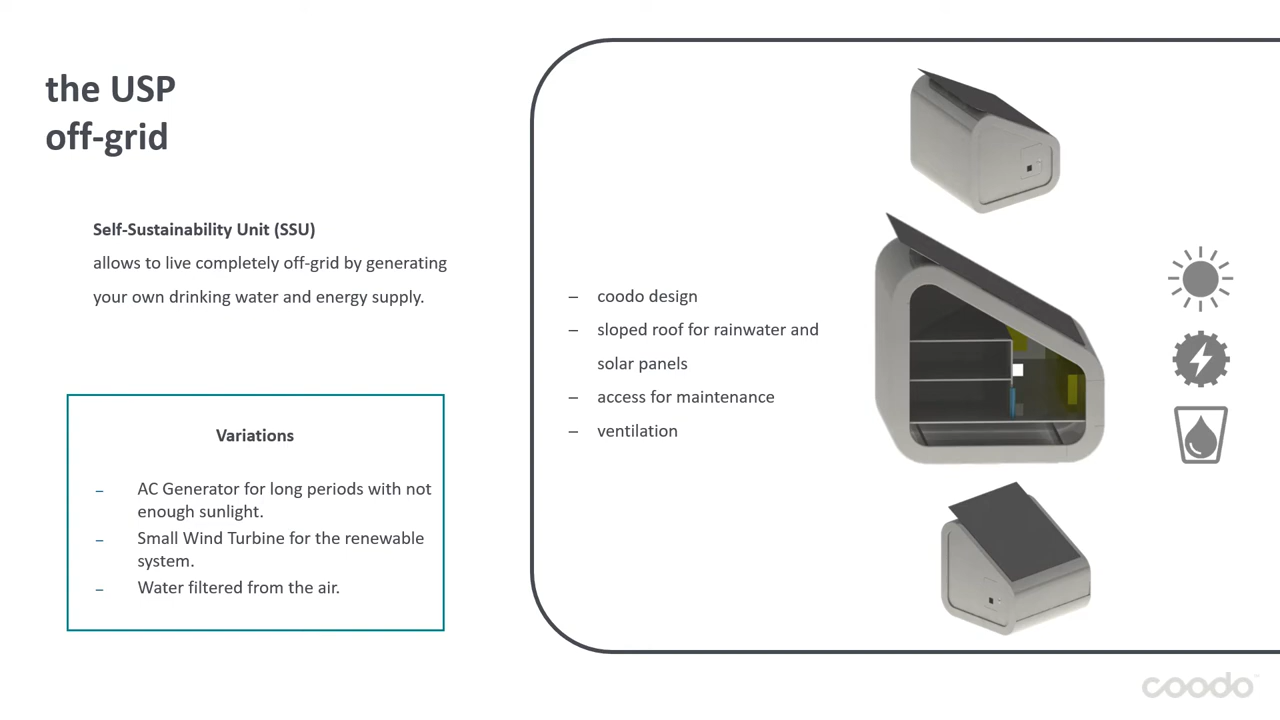 the USP
off-grid
Self-Sustainability Unit (SSU)
allows to live completely off-grid by generating
your own drinking water and energy supply.
Variations
– AC Generator for long periods with not
enough sunlight.
– Small Wind Turbine for the renewable
system.
– Water filtered from the air.
– coodo design
– sloped roof for rainwater and
solar panels
– access for maintenance
– ventilation
coodo